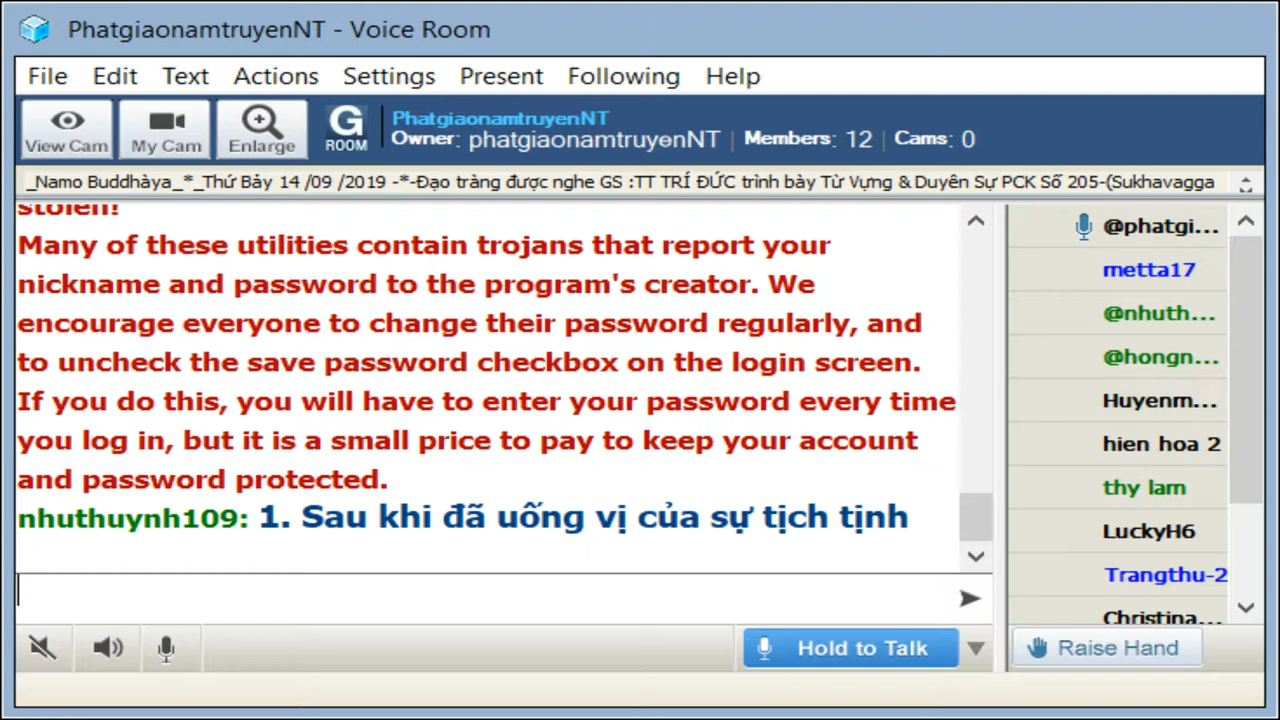 PhatgiaonamtruyenNT - Voice Room
File Edit Text Actions Settings Present Following Help
View Cam My Cam Enlarge G ROOM
PhatgiaonamtruyenNT
Owner: phatgiaonamtruyenNT | Members: 12 | Cams: 0
_Namo Buddhàya_*_Thứ Bảy 14 /09 /2019 -*-Đạo tràng được nghe GS :TT TRÍ ĐỨC trình bày Từ Vựng & Duyên Sự PCK Số 205-(Sukhavagga
stolen!
Many of these utilities contain trojans that report your
nickname and password to the program's creator. We
encourage everyone to change their password regularly, and
to uncheck the save password checkbox on the login screen.
If you do this, you will have to enter your password every time
you log in, but it is a small price to pay to keep your account
and password protected.
nhuthuynh109: 1. Sau khi đã uống vị của sự tịch tịnh
@phatgi...
metta17
@nhuth...
@hongn...
Huyenm...
hien hoa 2
thy lam
LuckyH6
Trangthu-2
Christina...
Hold to Talk
Raise Hand